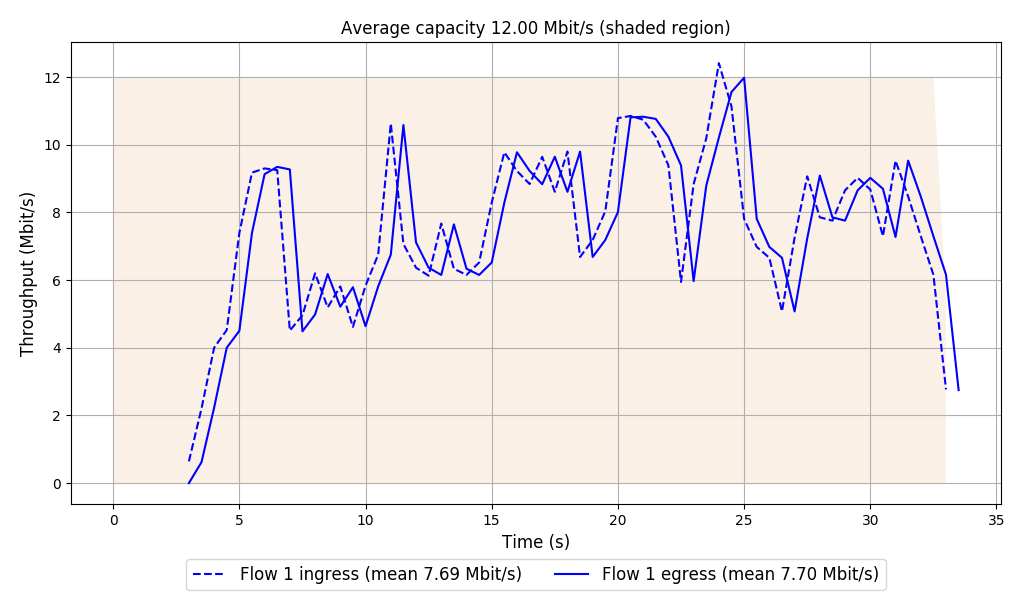 Average capacity 12.00 Mbit/s (shaded region)
Throughput (Mbit/s)
12
10
8
6
4
2
0
0 5 10 15 20 25 30 35
Time (s)
Flow 1 ingress (mean 7.69 Mbit/s) Flow 1 egress (mean 7.70 Mbit/s)